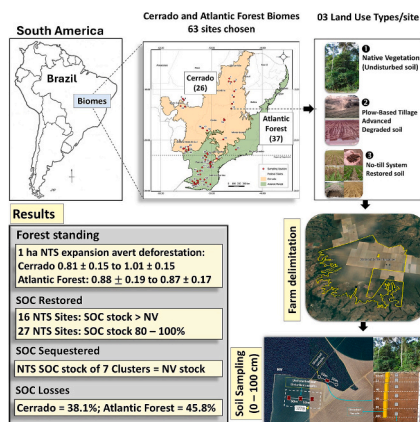 South America
Brazil
Biomes
Cerrado and Atlantic Forest Biomes
63 sites chosen
Cerrado
(26)
Atlantic
Forest
(37)
03 Land Use Types/site
1
Native Vegetation
(Undisturbed soil)
2
Plow-Based Tillage
Advanced
Degraded soil
3
No-till System
Restored soil
Farm delimitation
Soil Sampling
(0 – 100 cm)
NV
Results
Forest standing
1 ha NTS expansion avert deforestation:
Cerrado 0.81 ± 0.15 to 1.01 ± 0.15
Atlantic Forest: 0.88 ± 0.19 to 0.87 ± 0.17
SOC Restored
16 NTS Sites: SOC stock > NV
27 NTS Sites: SOC stock 80 – 100%
SOC Sequestered
NTS SOC stock of 7 Clusters = NV stock
SOC Losses
Cerrado = 38.1%; Atlantic Forest = 45.8%